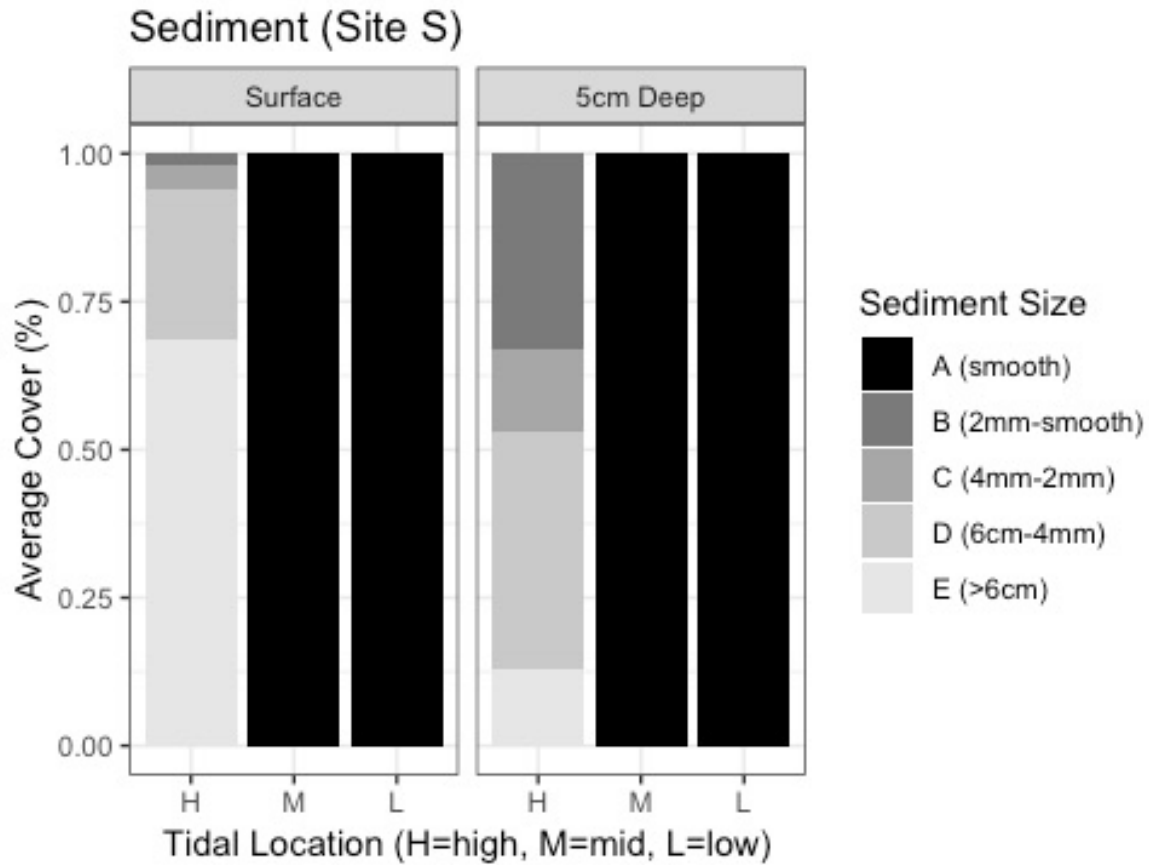 Sediment (Site S)
Surface
5cm Deep
1.00
0.75
0.50
0.25
0.00
Average Cover (%)
H M L
H M L
Tidal Location (H=high, M=mid, L=low)
Sediment Size
A (smooth)
B (2mm-smooth)
C (4mm-2mm)
D (6cm-4mm)
E (>6cm)